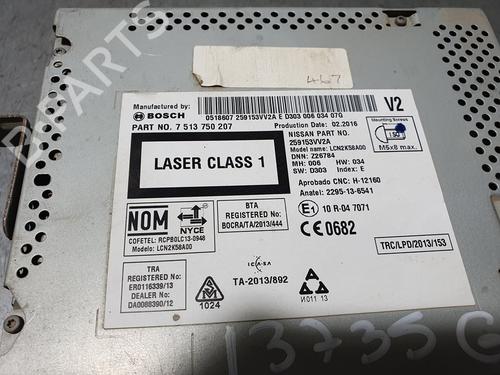 467
Manufactured by:
BOSCH
0518607 259153VV2A E D303 006 034 07G
V2
PART NO. 7 513 750 207
Production Date: 02.2016
LASER CLASS 1
NISSAN PART NO.
259153VV2A
Model name: LCN2K58A00
DNN: Z26784
MH: 006 HW: 034
SW: D303 Index: E
Mounting Screws
M5x8 max.
Aprobado CNC: H-12160
Anatel: 2295-13-6541
E1 10 R-04 7071
CE0682
TRC/LPD/2013/153
NOM
NYCE
COFETEL: RCPBOLC13-0948
Modelo: LCN2K58A00
BTA
REGISTERED No:
BOCRA/TA/2013/444
TRA
REGISTERED No:
ER0116339/13
DEALER No:
DA0088390/12
1024
ICASA
TA-2013/892
И011 13
13735G
B-PARTS